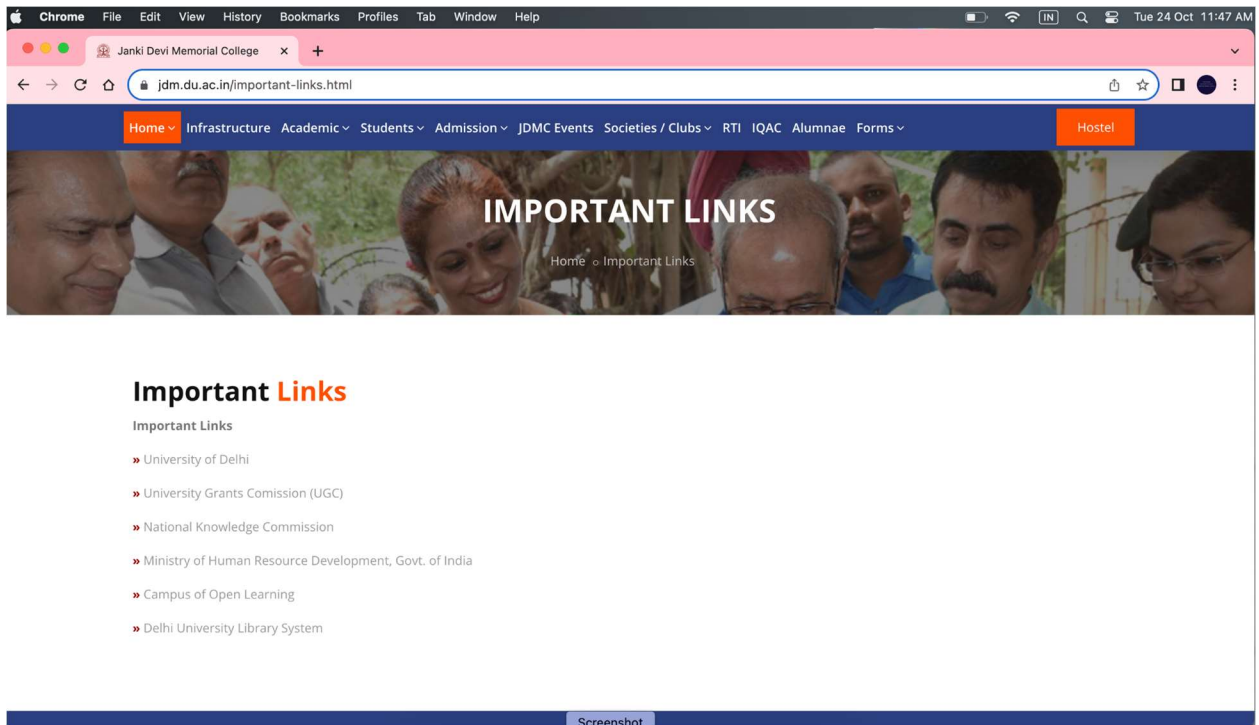 Chrome File Edit View History Bookmarks Profiles Tab Window Help IN Tue 24 Oct 11:47 AM
Janki Devi Memorial College
jdm.du.ac.in/important-links.html
Home Infrastructure Academic Students Admission JDMC Events Societies / Clubs RTI IQAC Alumnae Forms Hostel
IMPORTANT LINKS
Home Important Links
Important Links
Important Links
» University of Delhi
» University Grants Comission (UGC)
» National Knowledge Commission
» Ministry of Human Resource Development, Govt. of India
» Campus of Open Learning
» Delhi University Library System
Screenshot